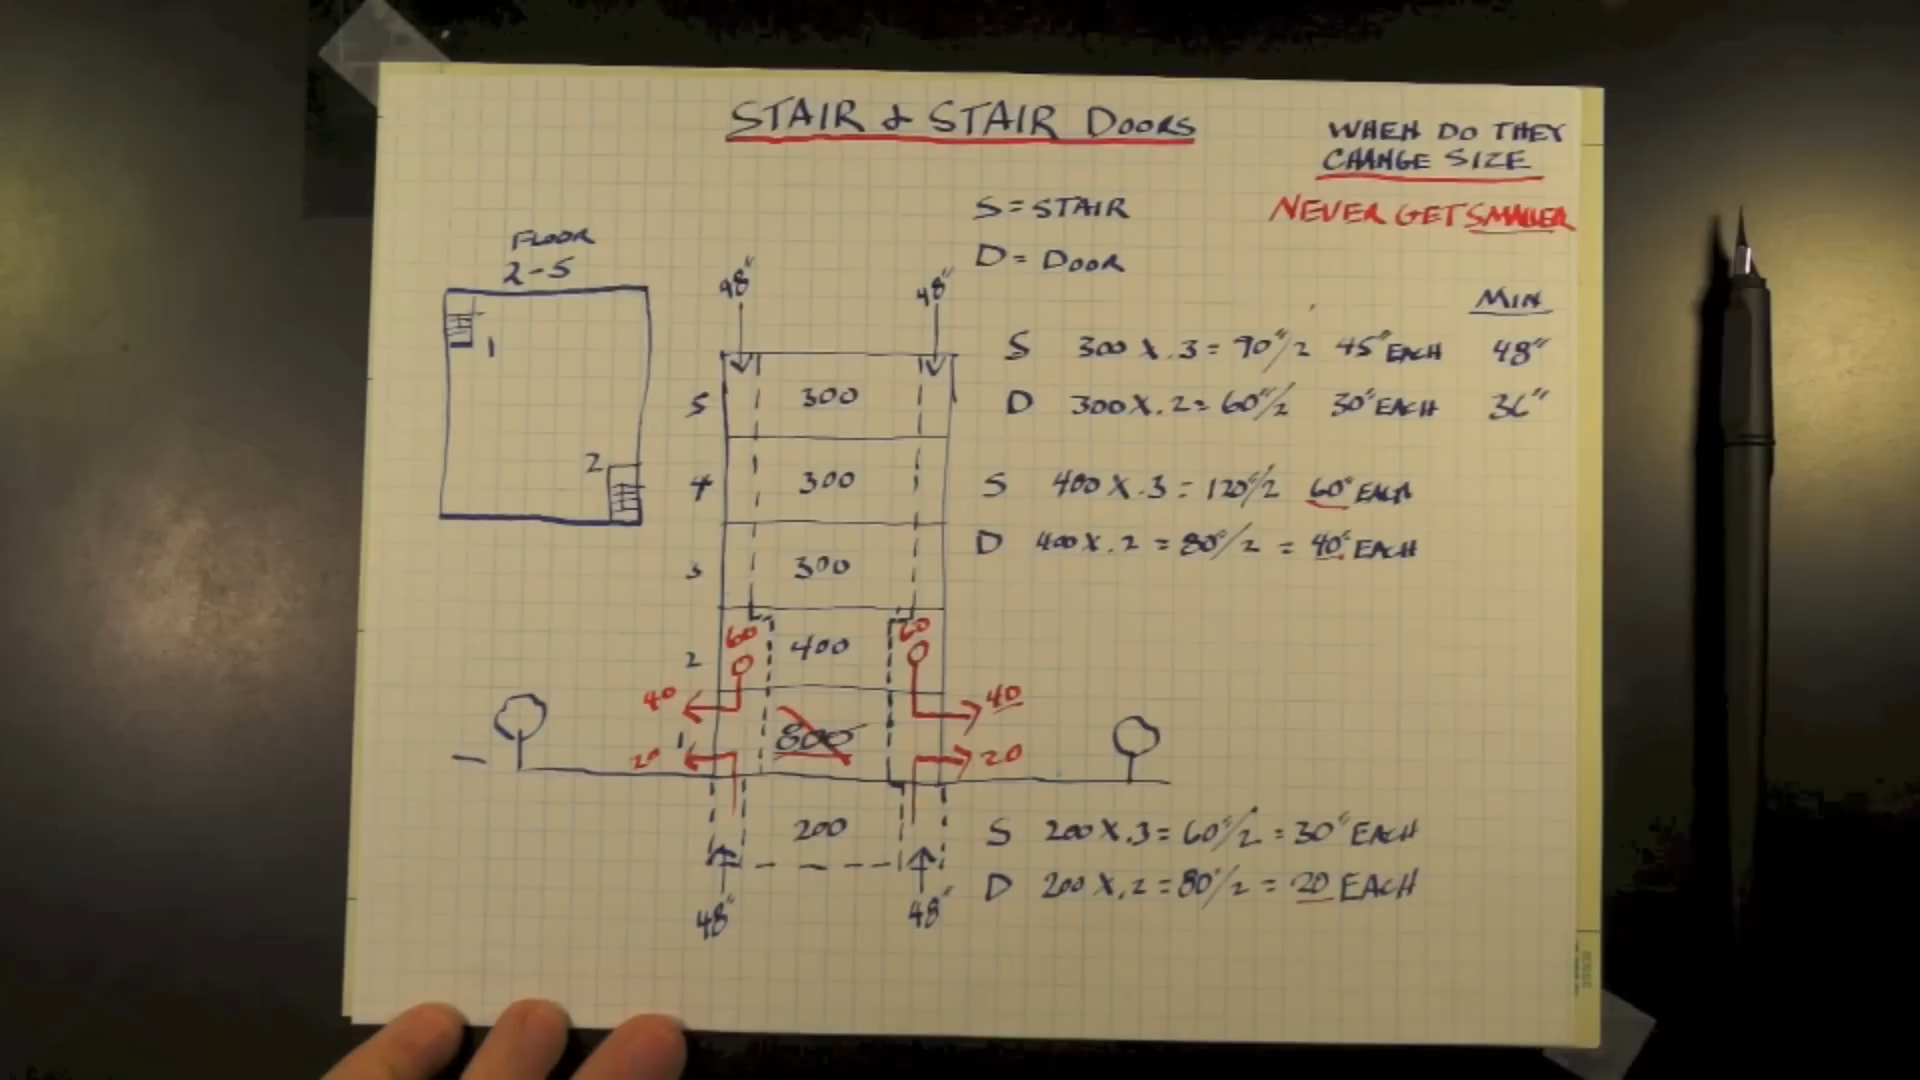 STAIR & STAIR DOORS
WHEN DO THEY
CHANGE SIZE
NEVER GET SMALLER
S = STAIR
D = DOOR
FLOOR
2-5
1
2
48"
48"
MIN
S 300 X .3 = 90"/2 45" EACH 48"
D 300 X .2 = 60"/2 30" EACH 36"
S 400 X .3 = 120"/2 60" EACH
D 400 X .2 = 80"/2 = 40" EACH
5 300
4 300
3 300
2 60 400 60
40 40
1 800
20 20
200
48" 48"
S 200 X .3 = 60"/2 = 30" EACH
D 200 X .2 = 80"/2 = 20 EACH